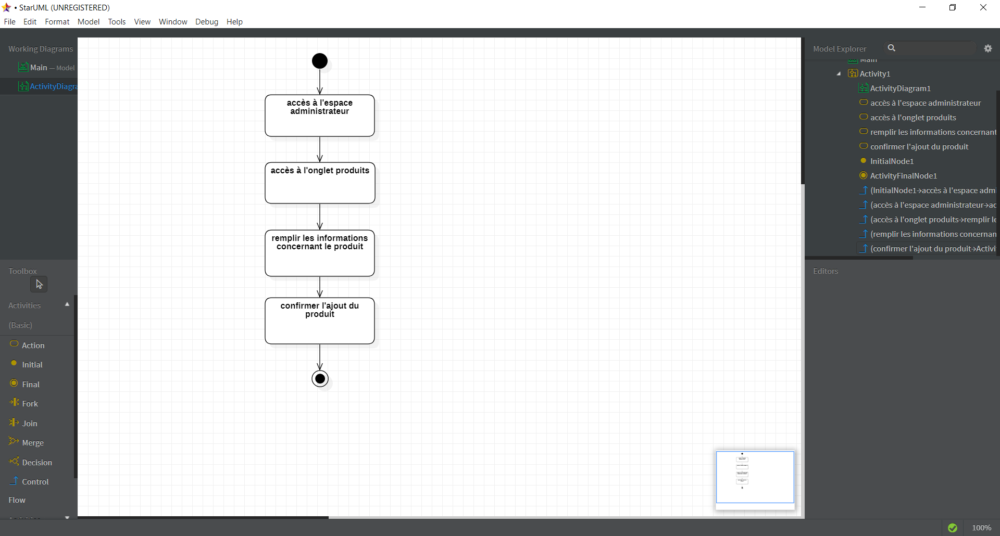 • StarUML (UNREGISTERED)
File Edit Format Model Tools View Window Debug Help
Working Diagrams
Main — Model
ActivityDiagra
Toolbox
Activities
(Basic)
Action
Initial
Final
Fork
Join
Merge
Decision
Control
Flow
accès à l'espace
administrateur
accès à l'onglet produits
remplir les informations
concernant le produit
confirmer l'ajout du
produit
Model Explorer
Main
Activity1
ActivityDiagram1
accès à l'espace administrateur
accès à l'onglet produits
remplir les informations concernant
confirmer l'ajout du produit
InitialNode1
ActivityFinalNode1
(InitialNode1→accès à l'espace admi
(accès à l'espace administrateur→ac
(accès à l'onglet produits→remplir le
(remplir les informations concernan
(confirmer l'ajout du produit→Activi
Editors
100%